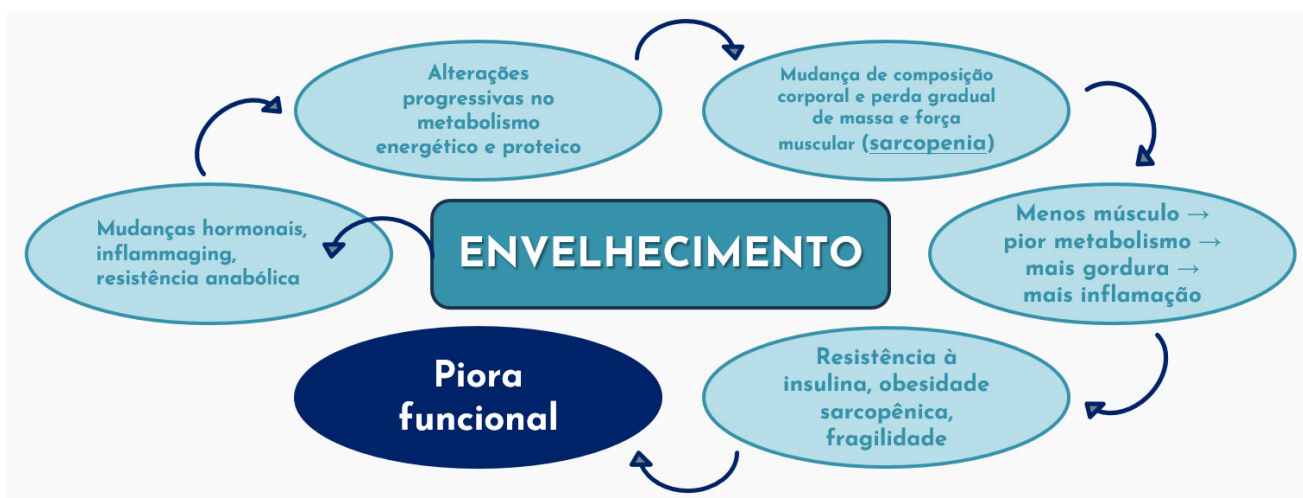 ENVELHECIMENTO
Mudanças hormonais,
inflammaging,
resistência anabólica
Alterações
progressivas no
metabolismo
energético e proteico
Mudança de composição
corporal e perda gradual
de massa e força
muscular (sarcopenia)
Menos músculo →
pior metabolismo →
mais gordura →
mais inflamação
Resistência à
insulina, obesidade
sarcopênica,
fragilidade
Piora
funcional